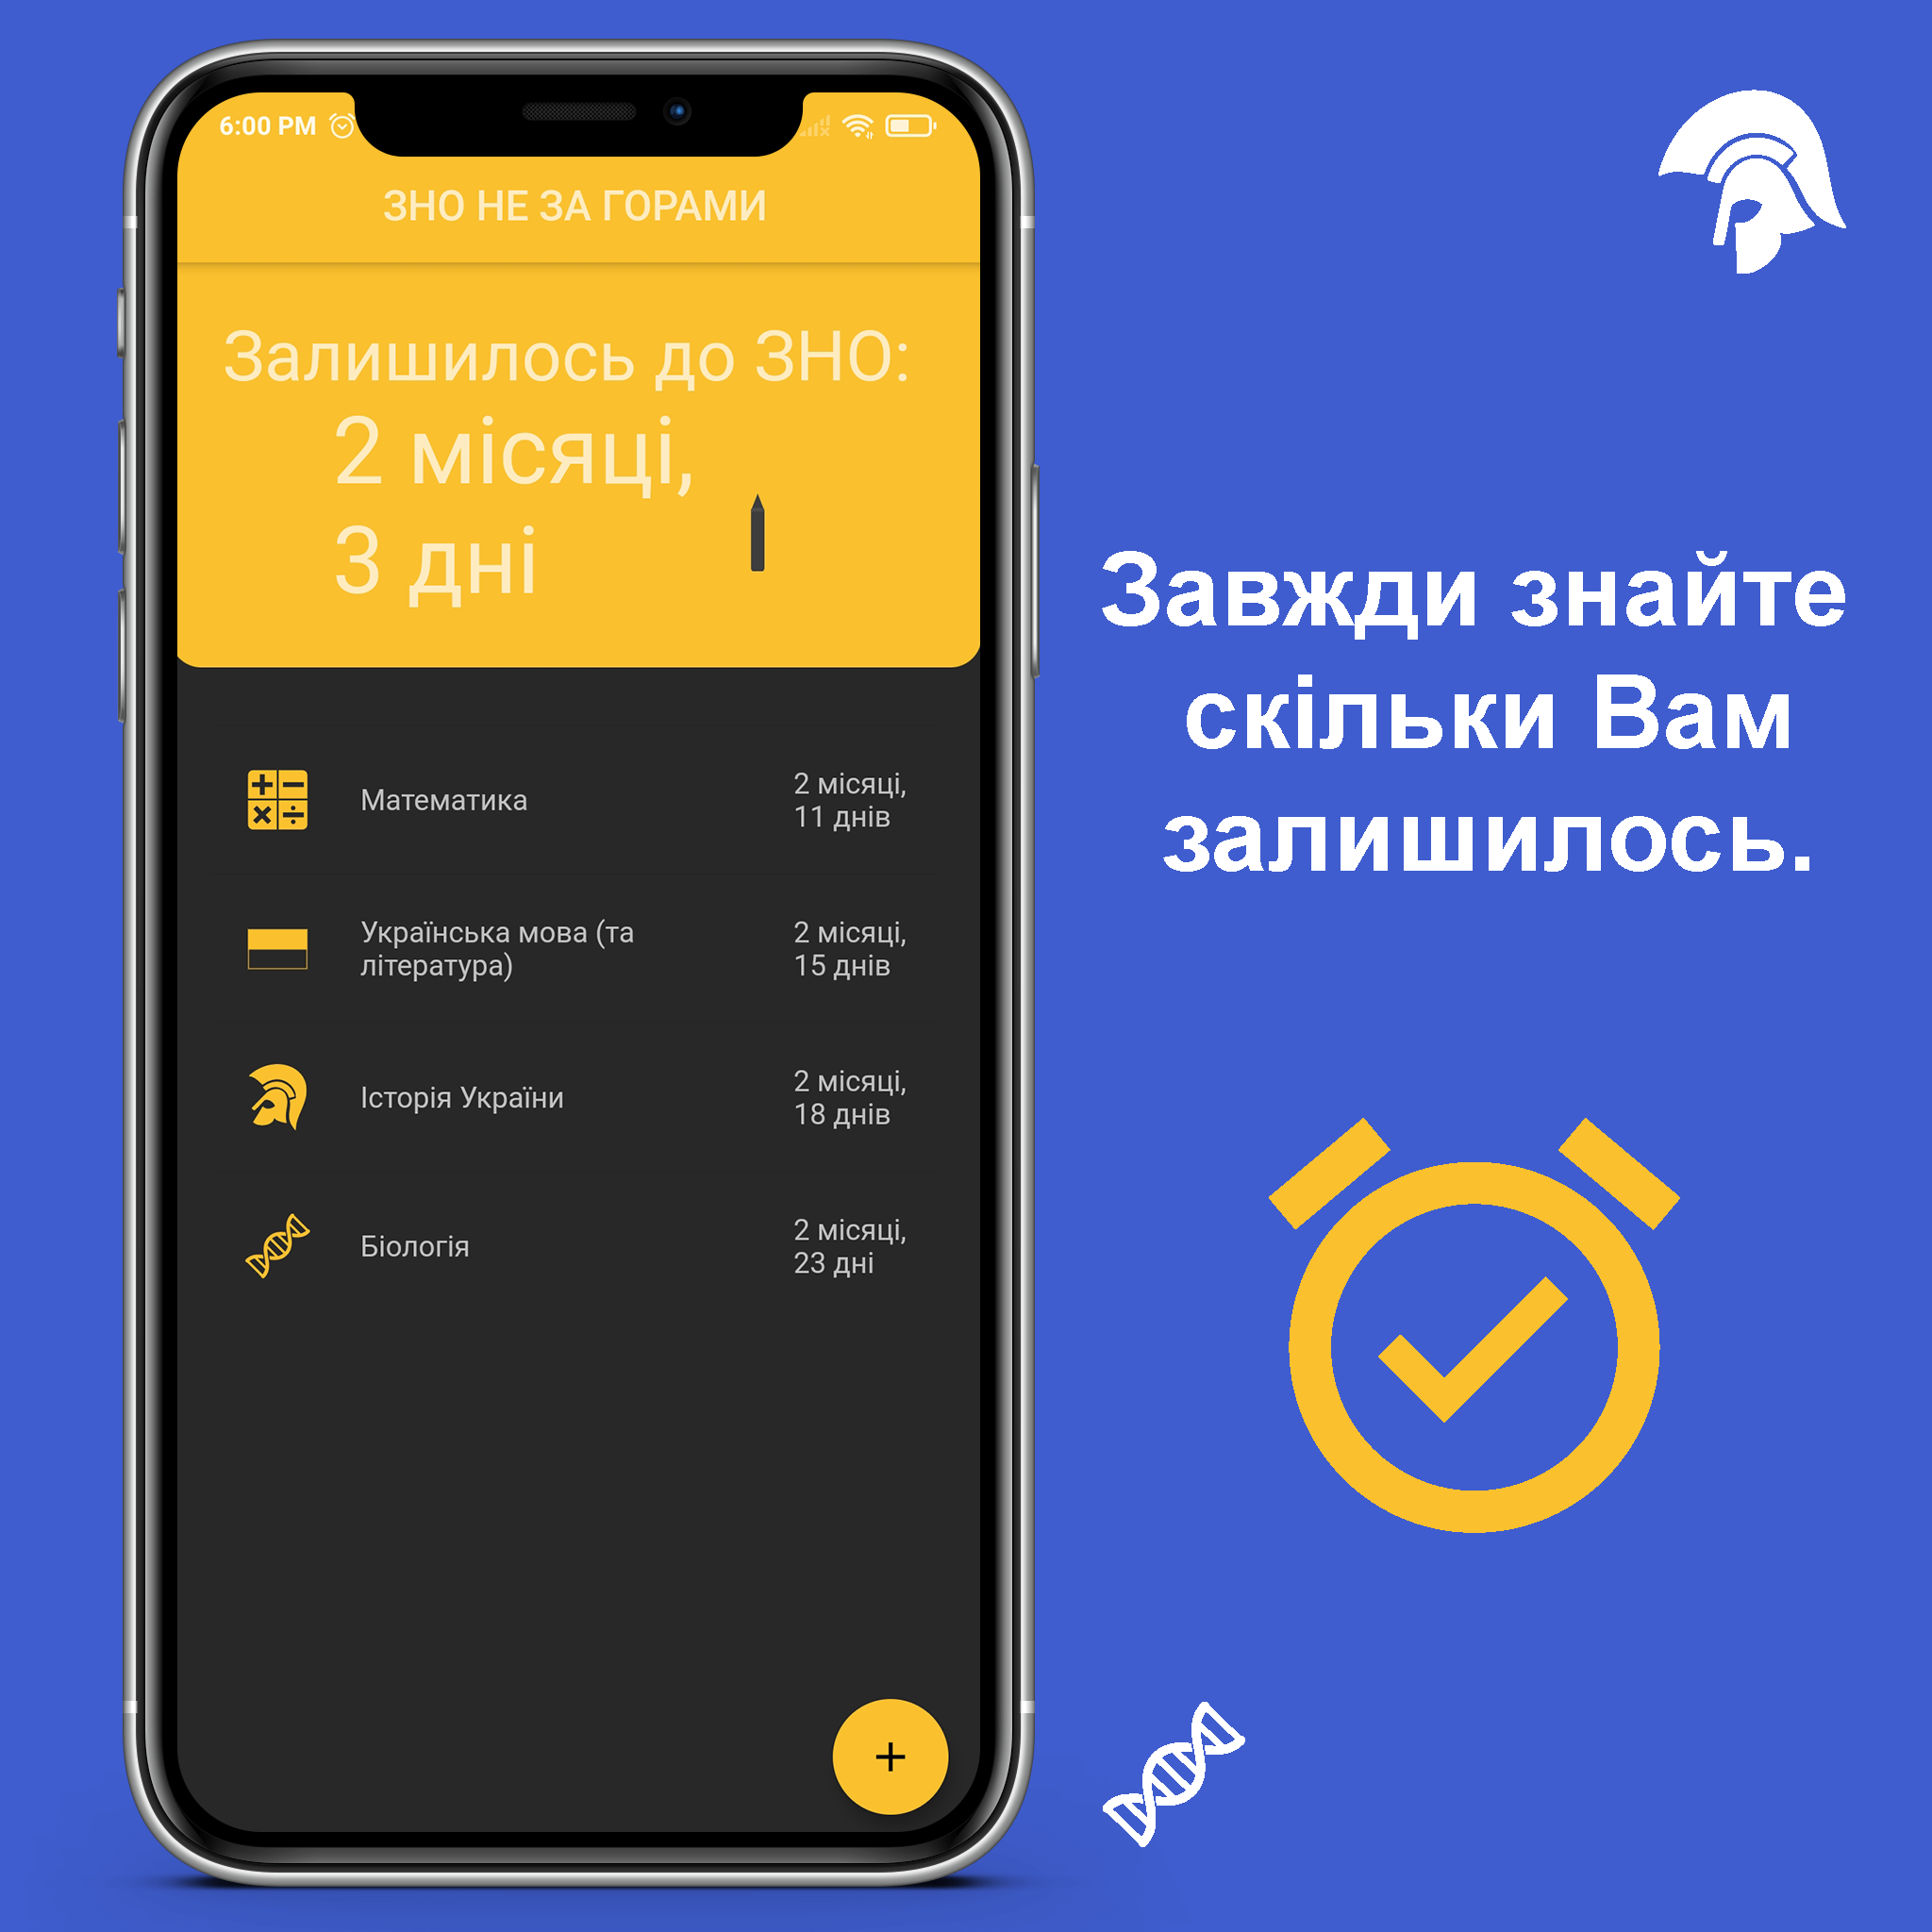 6:00 PM
ЗНО НЕ ЗА ГОРАМИ
Залишилось до ЗНО:
2 місяці,
3 дні
Математика
2 місяці,
11 днів
Українська мова (та
література)
2 місяці,
15 днів
Історія України
2 місяці,
18 днів
Біологія
2 місяці,
23 дні
+
Завжди знайте
скільки Вам
залишилось.